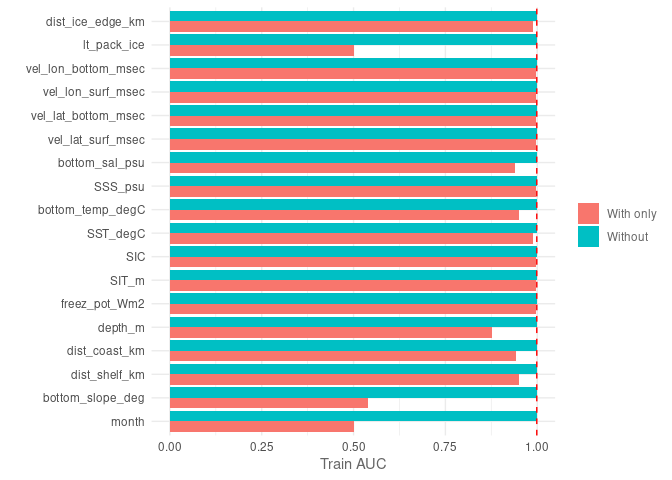 dist_ice_edge_km
lt_pack_ice
vel_lon_bottom_msec
vel_lon_surf_msec
vel_lat_bottom_msec
vel_lat_surf_msec
bottom_sal_psu
SSS_psu
bottom_temp_degC
SST_degC
SIC
SIT_m
freez_pot_Wm2
depth_m
dist_coast_km
dist_shelf_km
bottom_slope_deg
month
0.00 0.25 0.50 0.75 1.00
Train AUC
With only
Without